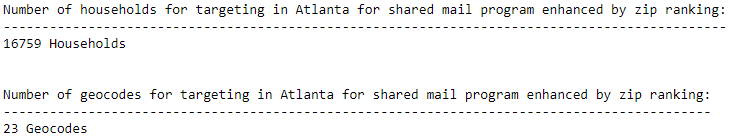 Number of households for targeting in Atlanta for shared mail program enhanced by zip ranking:
--------------------------------------------------------------------------------------------
16759 Households
Number of geocodes for targeting in Atlanta for shared mail program enhanced by zip ranking:
------------------------------------------------------------------------------------------
23 Geocodes